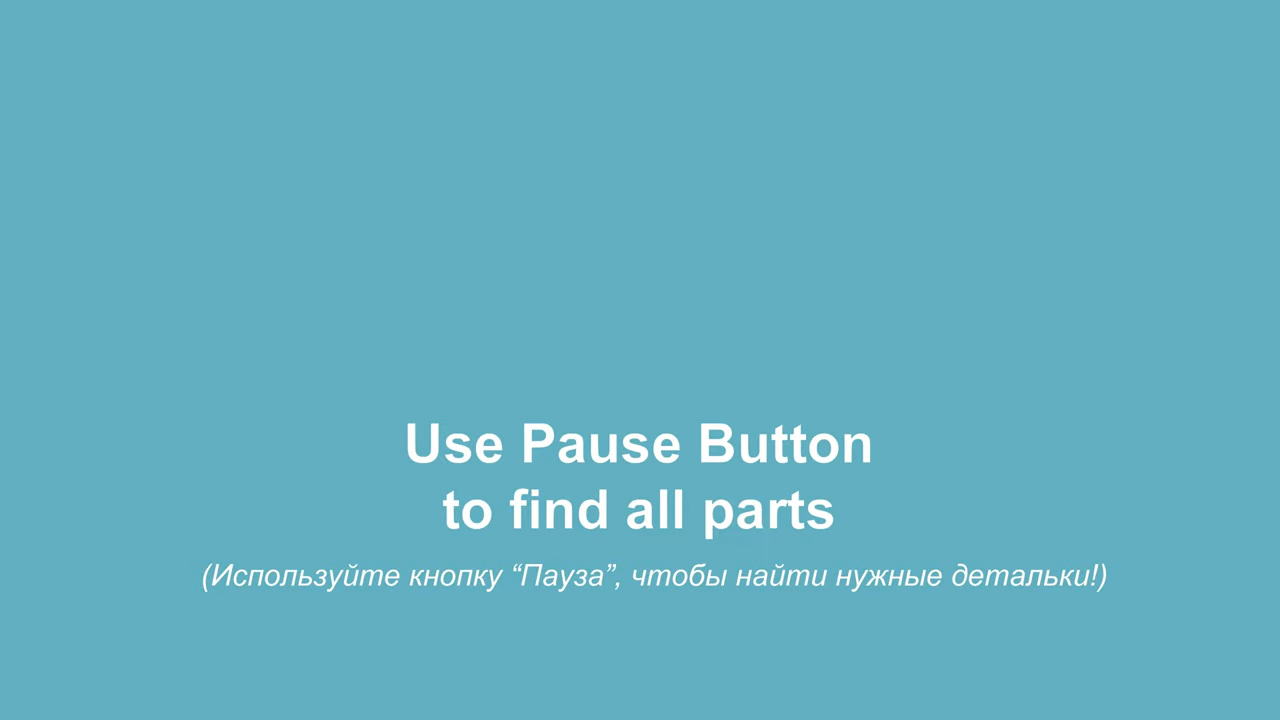 Use Pause Button
to find all parts
(Используйте кнопку “Пауза”, чтобы найти нужные детальки!)